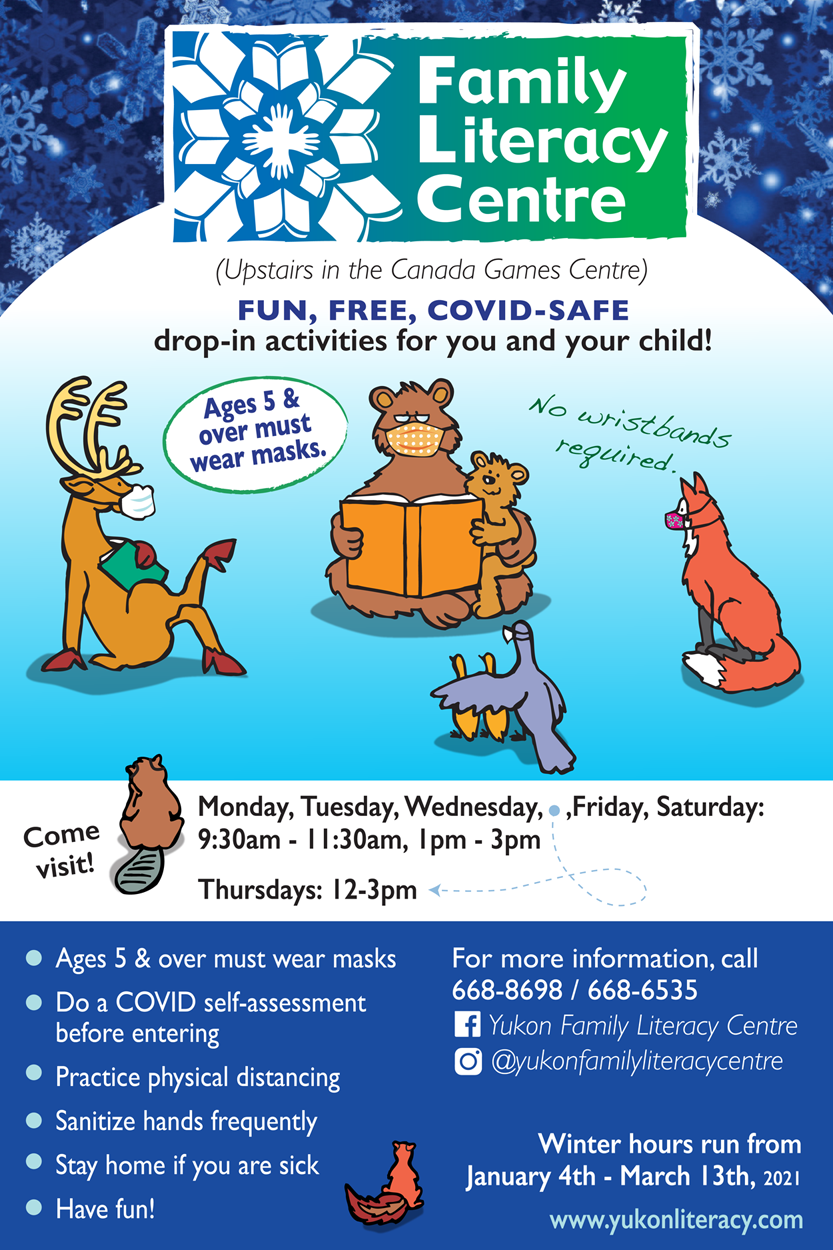 Family
Literacy
Centre
(Upstairs in the Canada Games Centre)
FUN, FREE, COVID-SAFE
drop-in activities for you and your child!
Ages 5 &
over must
wear masks.
No wristbands
required.
Come
visit!
Monday, Tuesday, Wednesday, ,Friday, Saturday:
9:30am - 11:30am, 1pm - 3pm
Thursdays: 12-3pm
Ages 5 & over must wear masks
Do a COVID self-assessment
before entering
Practice physical distancing
Sanitize hands frequently
Stay home if you are sick
Have fun!
For more information, call
668-8698 / 668-6535
Yukon Family Literacy Centre
@yukonfamilyliteracycentre
Winter hours run from
January 4th - March 13th, 2021
www.yukonliteracy.com